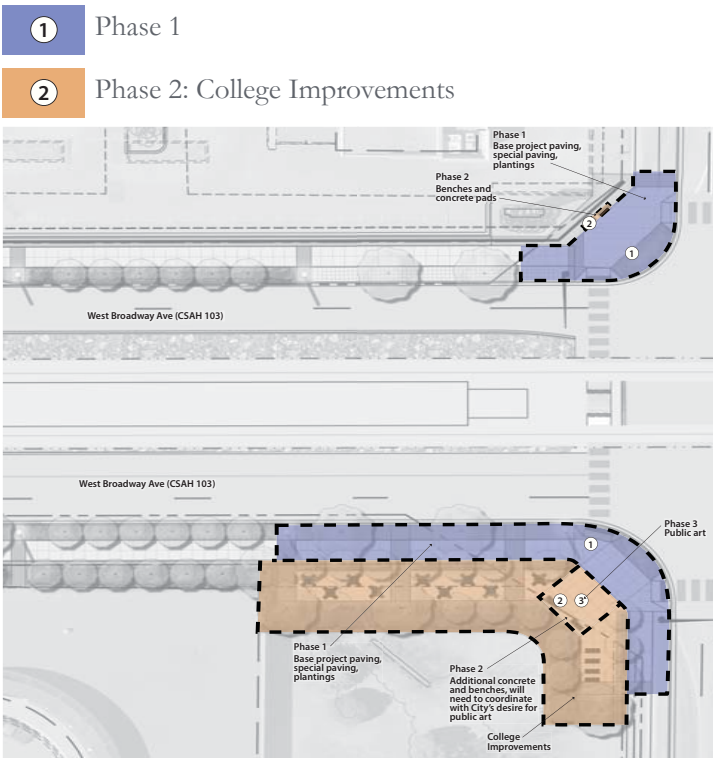 1 Phase 1
2 Phase 2: College Improvements
Phase 1
Base project paving,
special paving,
plantings
Phase 2
Benches and
concrete pads
2
1
West Broadway Ave (CSAH 103)
West Broadway Ave (CSAH 103)
Phase 3
Public art
1
2 3
Phase 1
Base project paving,
special paving,
plantings
Phase 2
Additional concrete
and benches, will
need to coordinate
with City's desire for
public art
College
Improvements